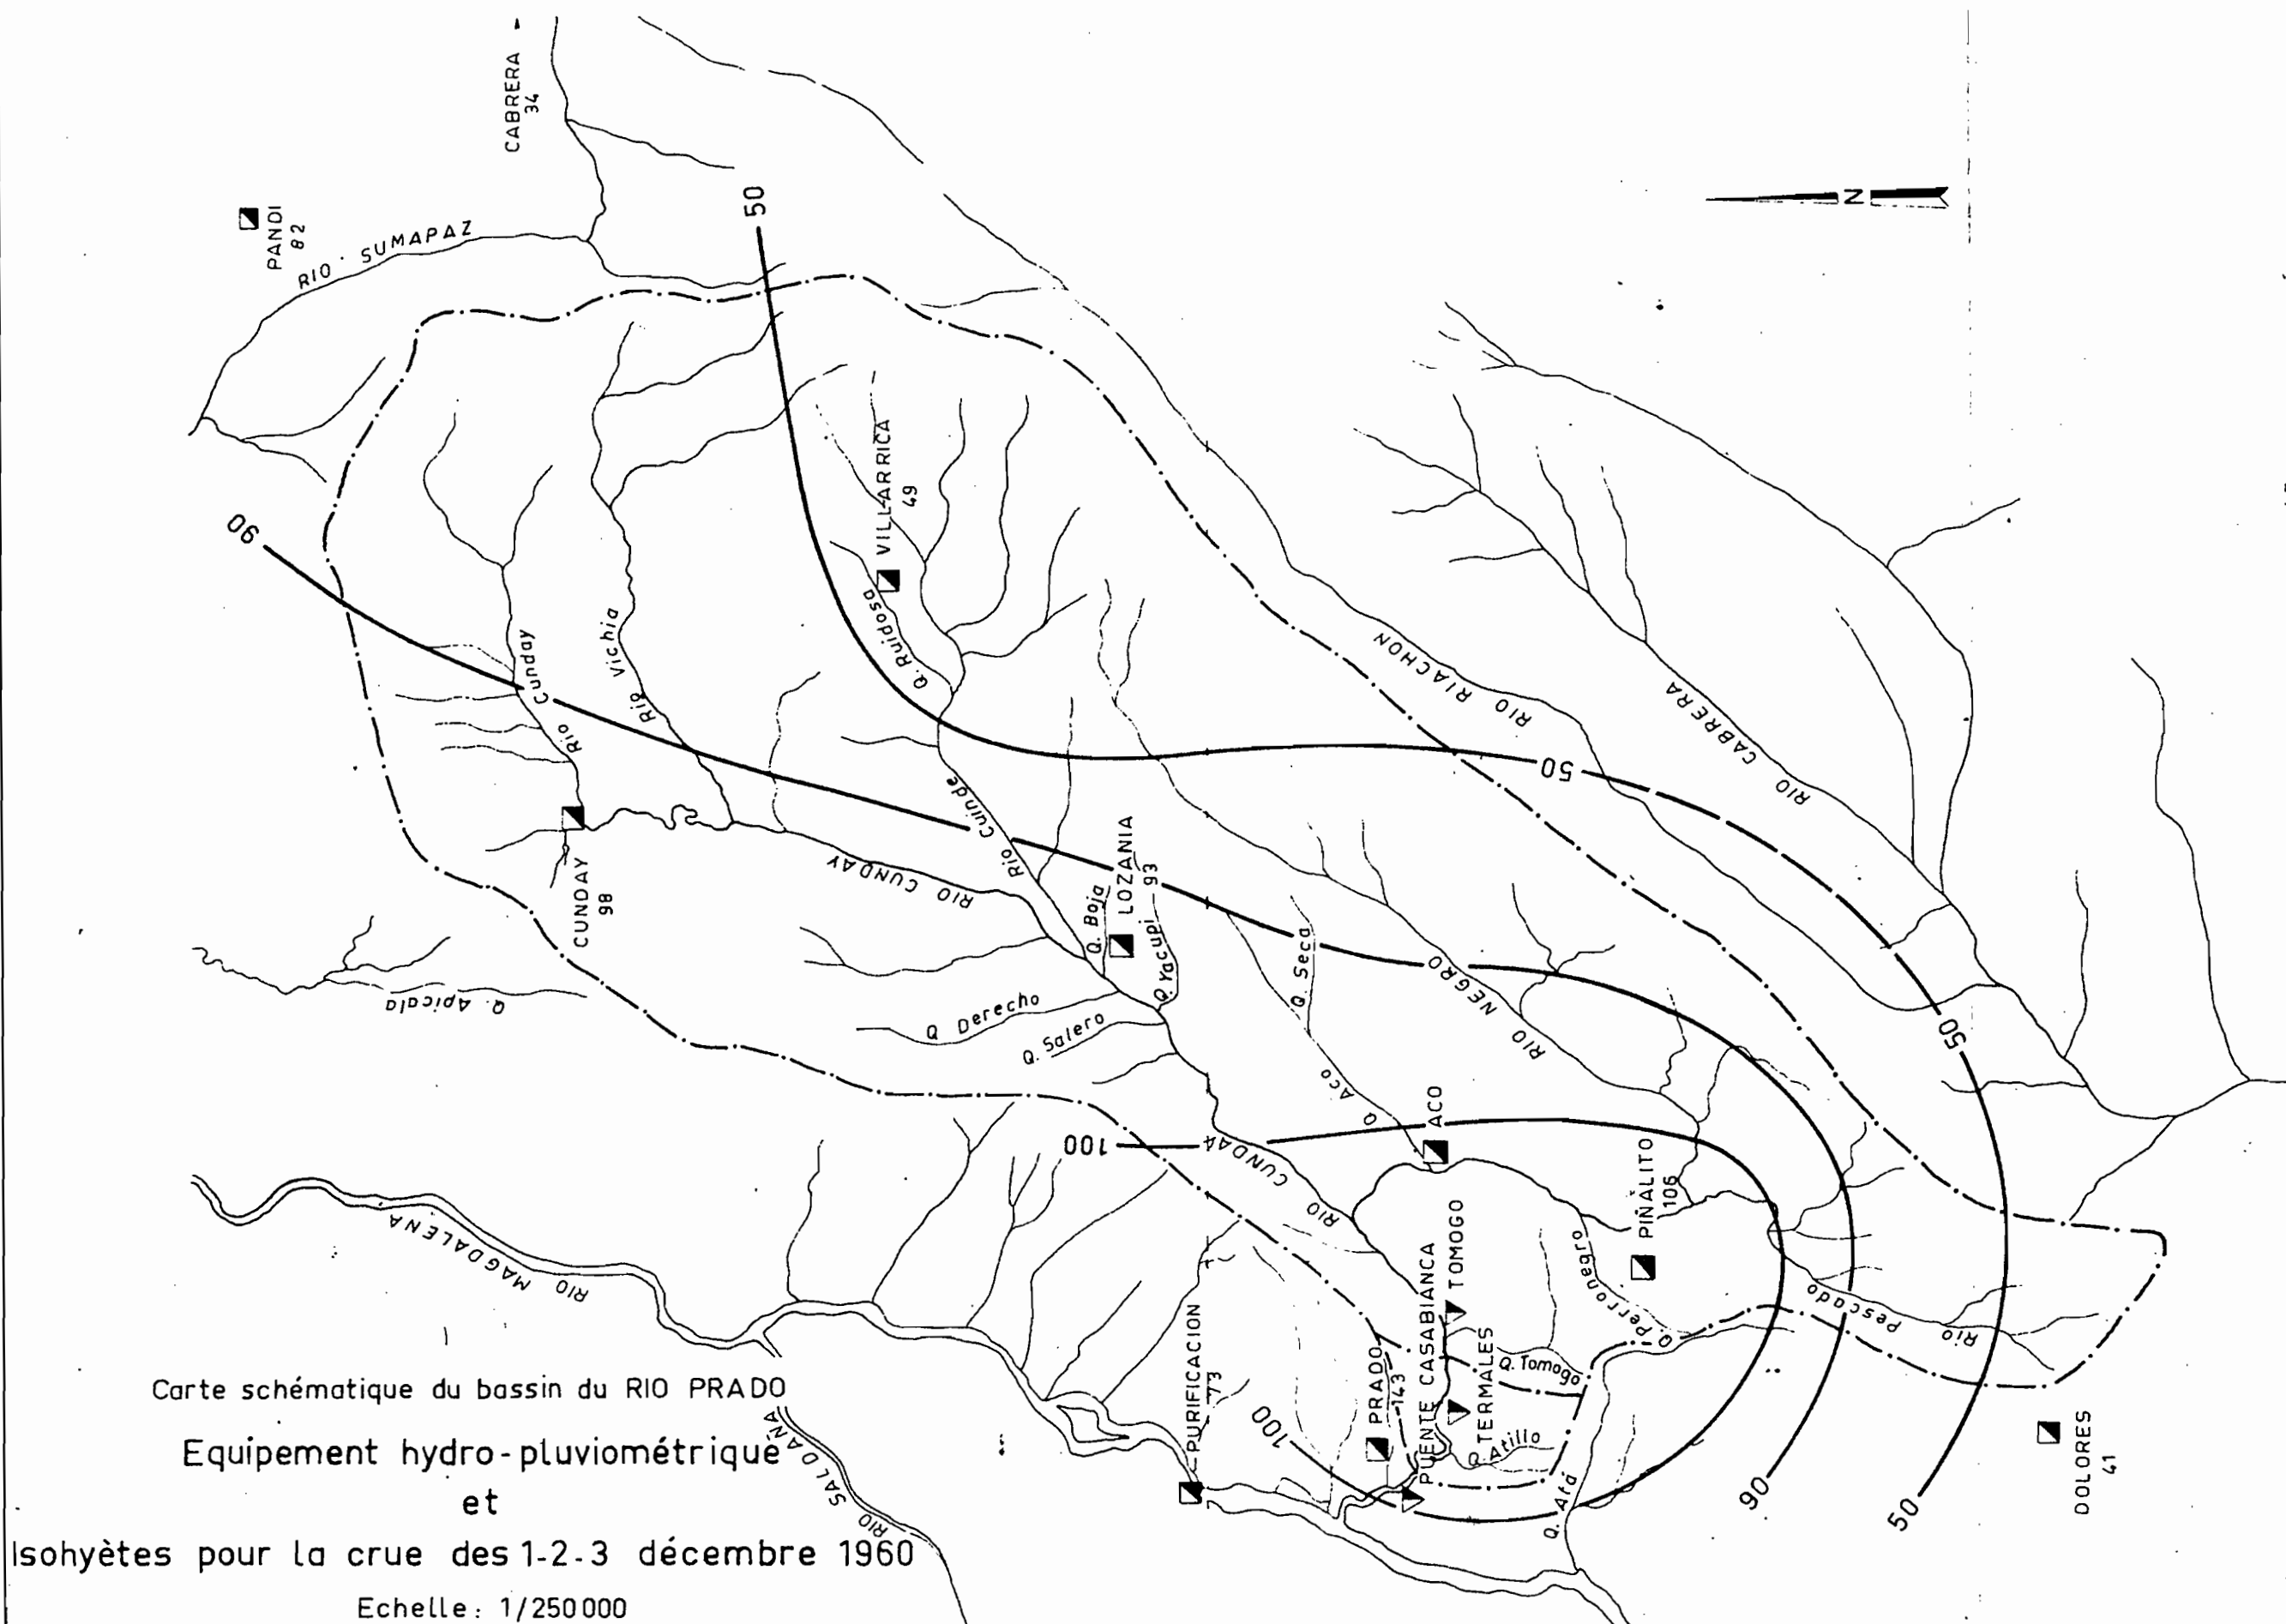 CABRERA
34
PANDI
82
RIO SUMAPAZ
50
N
90
VILLARRICA
49
Q. Ruidosa
Rio Cunday
Rio Vichia
RIO RIACHON
RIO CABRERA
50
Rio Cuinde
CUNDAY
98
RIO CUNDAY
LOZANIA
93
Q. Boja
Q. Yacupi
Q. Seca
RIO NEGRO
Q. Apicala
Q Derecho
Q. Salero
50
Q ACO
ACO
100
RIO CUNDAY
RIO MAGDALENA
PIÑALITO
106
TOMOGO
PUENTE CASABIANCA
TERMALES
Q. Perronegro
RIO Pescado
PURIFICACION
73
PRADO
143
Q. Tomogo
Q. Atillo
100
Q. Afá
90
50
DOLORES
41
RIO SALDAÑA
Carte schématique du bassin du RIO PRADO
Equipement hydro-pluviométrique
et
Isohyètes pour la crue des 1-2-3 décembre 1960
Echelle: 1/250000